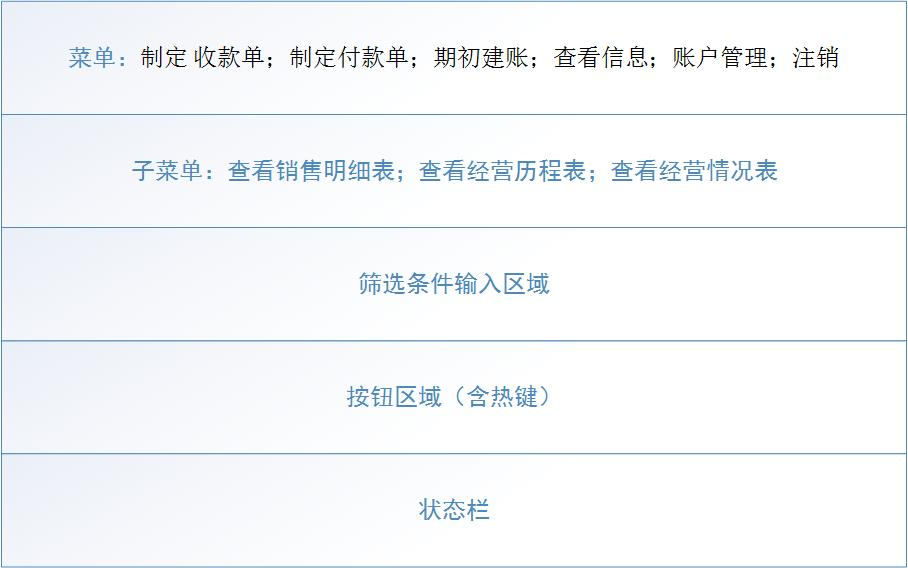 菜单：制定 收款单；制定付款单；期初建账；查看信息；账户管理；注销
子菜单：查看销售明细表；查看经营历程表；查看经营情况表
筛选条件输入区域
按钮区域（含热键）
状态栏